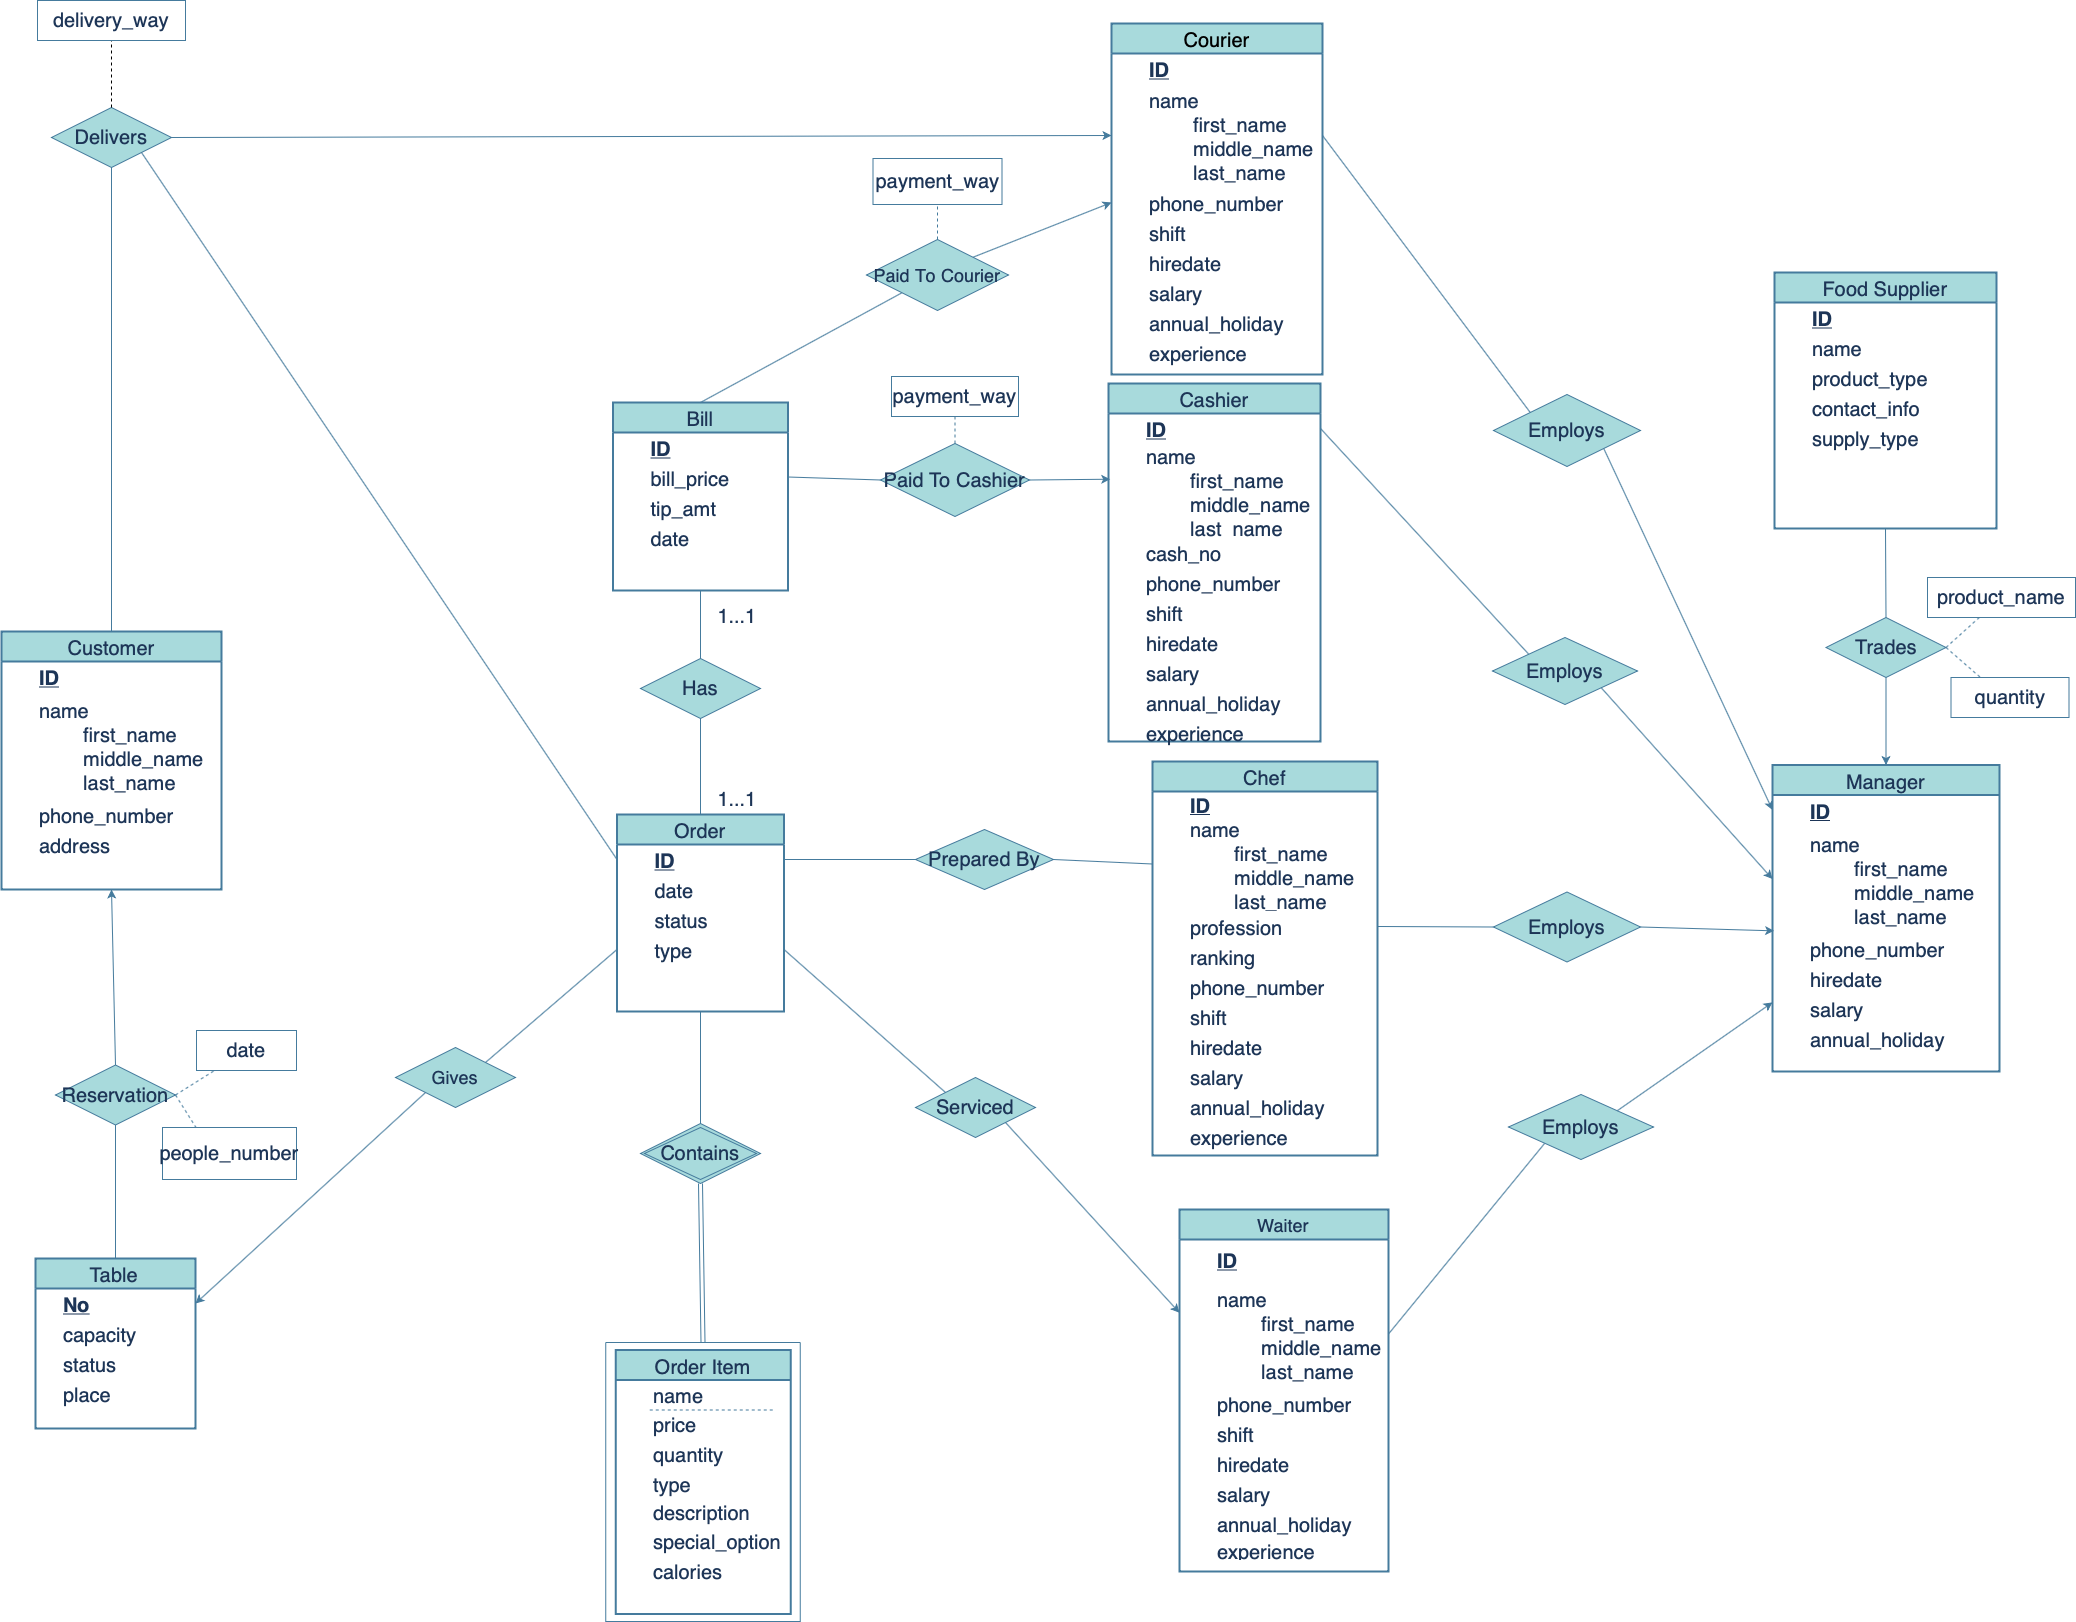 delivery_way
Delivers
Courier
ID
name
first_name
middle_name
last_name
phone_number
shift
hiredate
salary
annual_holiday
experience
payment_way
Paid To Courier
payment_way
Paid To Cashier
Bill
ID
bill_price
tip_amt
date
1...1
Has
1...1
Cashier
ID
name
first_name
middle_name
last_name
cash_no
phone_number
shift
hiredate
salary
annual_holiday
experience
Employs
Employs
Food Supplier
ID
name
product_type
contact_info
supply_type
product_name
Trades
quantity
Customer
ID
name
first_name
middle_name
last_name
phone_number
address
Order
ID
date
status
type
Prepared By
Chef
ID
name
first_name
middle_name
last_name
profession
ranking
phone_number
shift
hiredate
salary
annual_holiday
experience
Employs
Manager
ID
name
first_name
middle_name
last_name
phone_number
hiredate
salary
annual_holiday
Employs
date
Reservation
people_number
Gives
Contains
Serviced
Table
No
capacity
status
place
Order Item
name
price
quantity
type
description
special_option
calories
Waiter
ID
name
first_name
middle_name
last_name
phone_number
shift
hiredate
salary
annual_holiday
experience